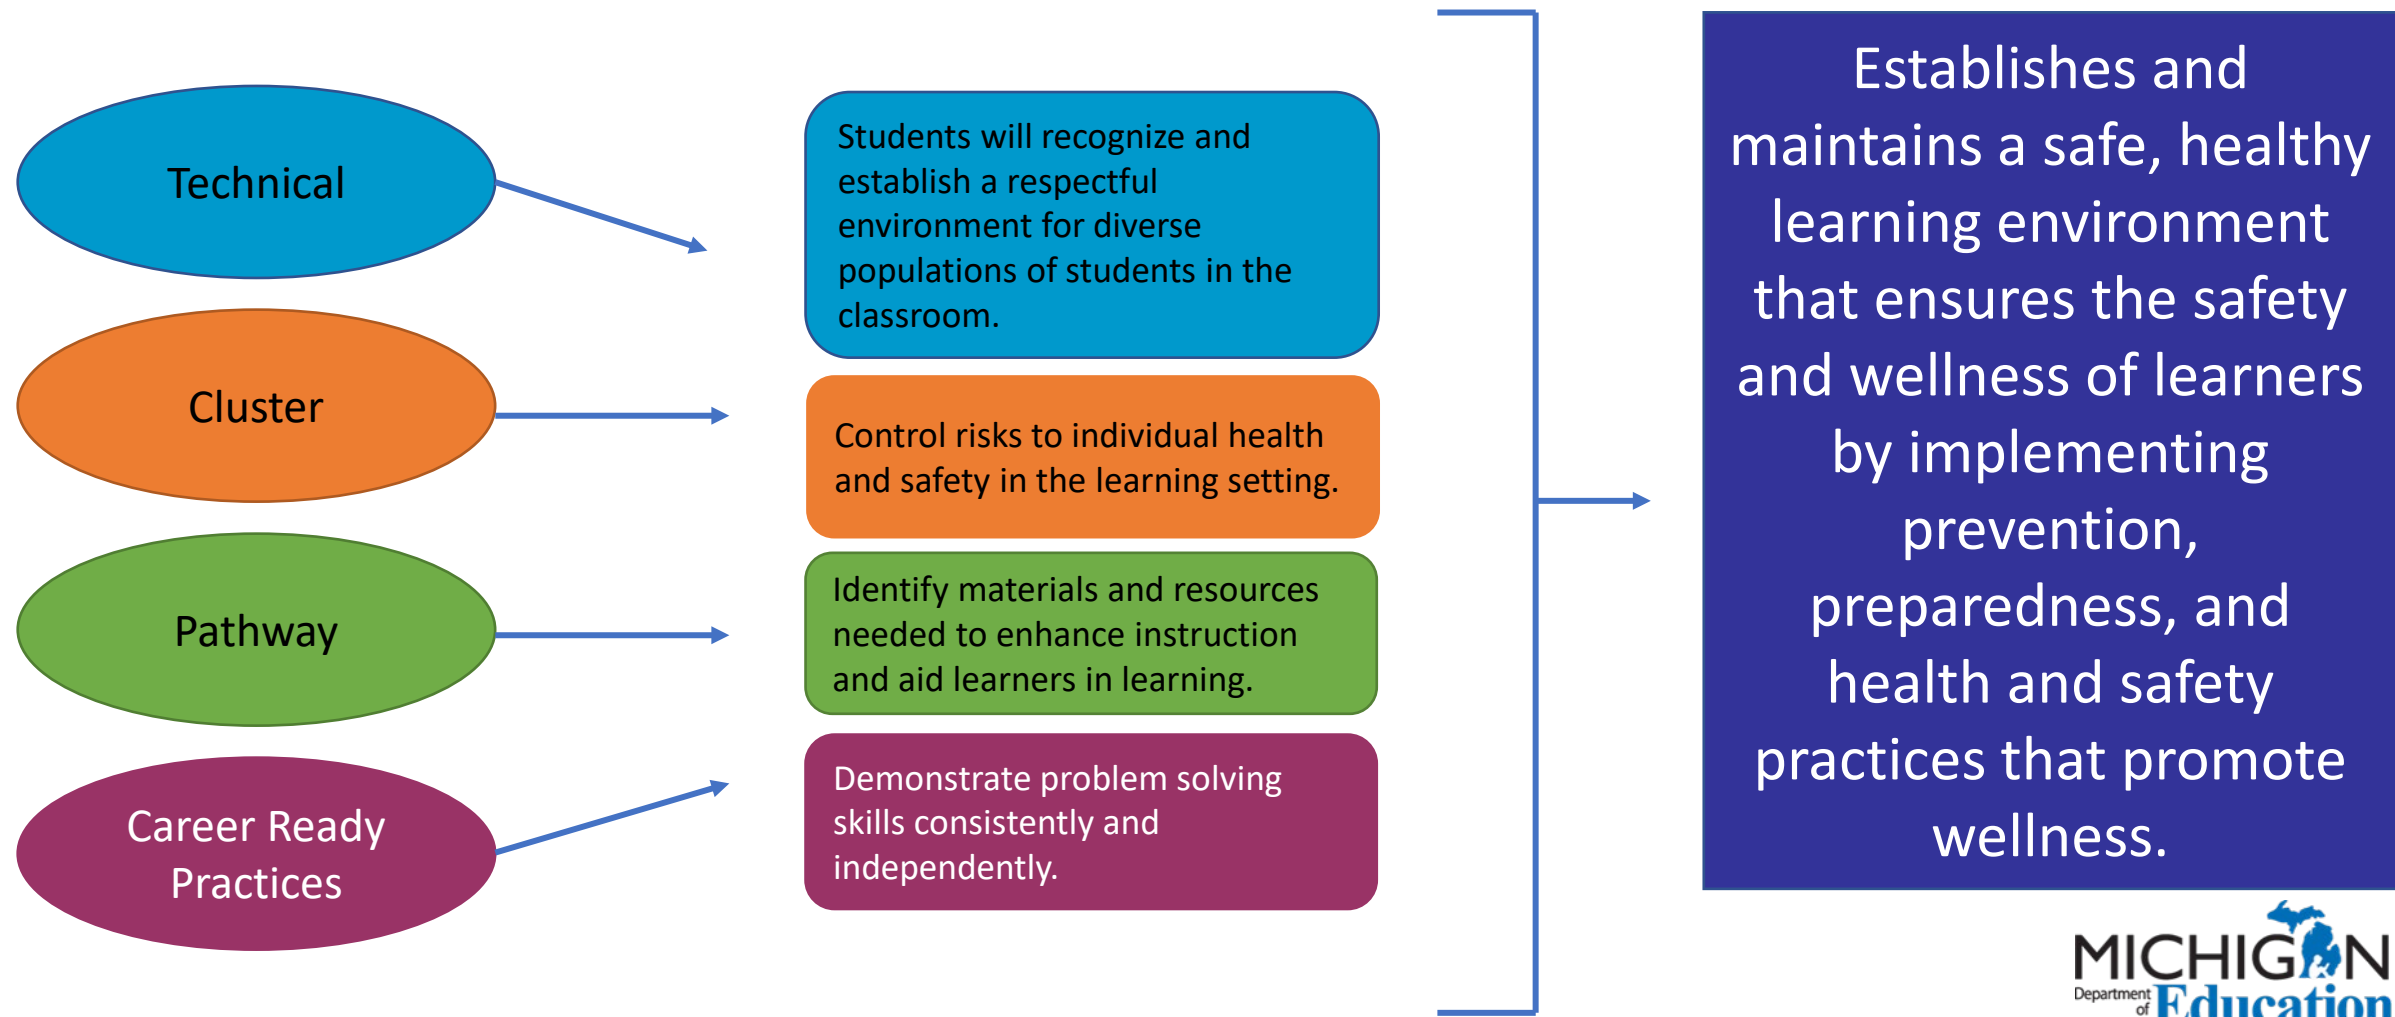 Technical
Students will recognize and
establish a respectful
environment for diverse
populations of students in the
classroom.
Cluster
Control risks to individual health
and safety in the learning setting.
Pathway
Identify materials and resources
needed to enhance instruction
and aid learners in learning.
Career Ready
Practices
Demonstrate problem solving
skills consistently and
independently.
Establishes and
maintains a safe, healthy
learning environment
that ensures the safety
and wellness of learners
by implementing
prevention,
preparedness, and
health and safety
practices that promote
wellness.
MICHIGAN
Department
of Education